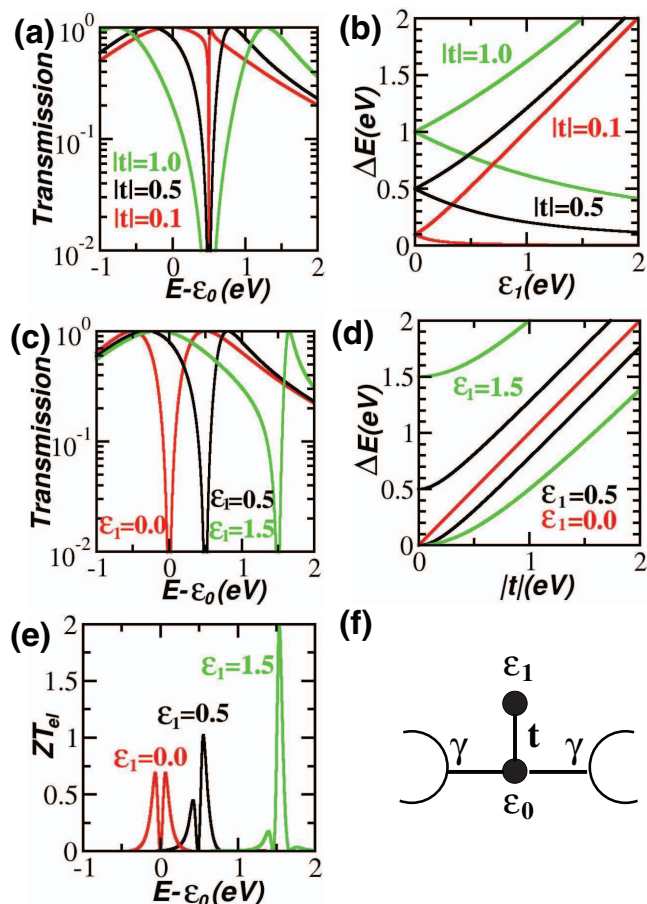 (a)
Transmission
10⁰
10⁻¹
10⁻²
|t|=1.0
|t|=0.5
|t|=0.1
-1 0 1 2
E-ε₀(eV)
(b)
ΔE(eV)
2
1.5
1
0.5
0
|t|=1.0
|t|=0.1
|t|=0.5
0 1 2
ε₁(eV)
(c)
Transmission
10⁰
10⁻¹
10⁻²
ε₁=0.5
ε₁=0.0 ε₁=1.5
-1 0 1 2
E-ε₀(eV)
(d)
ΔE(eV)
2
1.5
1
0.5
0
ε₁=1.5
ε₁=0.5
ε₁=0.0
0 1 2
|t|(eV)
(e)
ZTel
2
1.5
1
0.5
0
ε₁=1.5
ε₁=0.5
ε₁=0.0
-1 0 1 2
E-ε₀(eV)
(f)
ε₁
γ t γ
ε₀